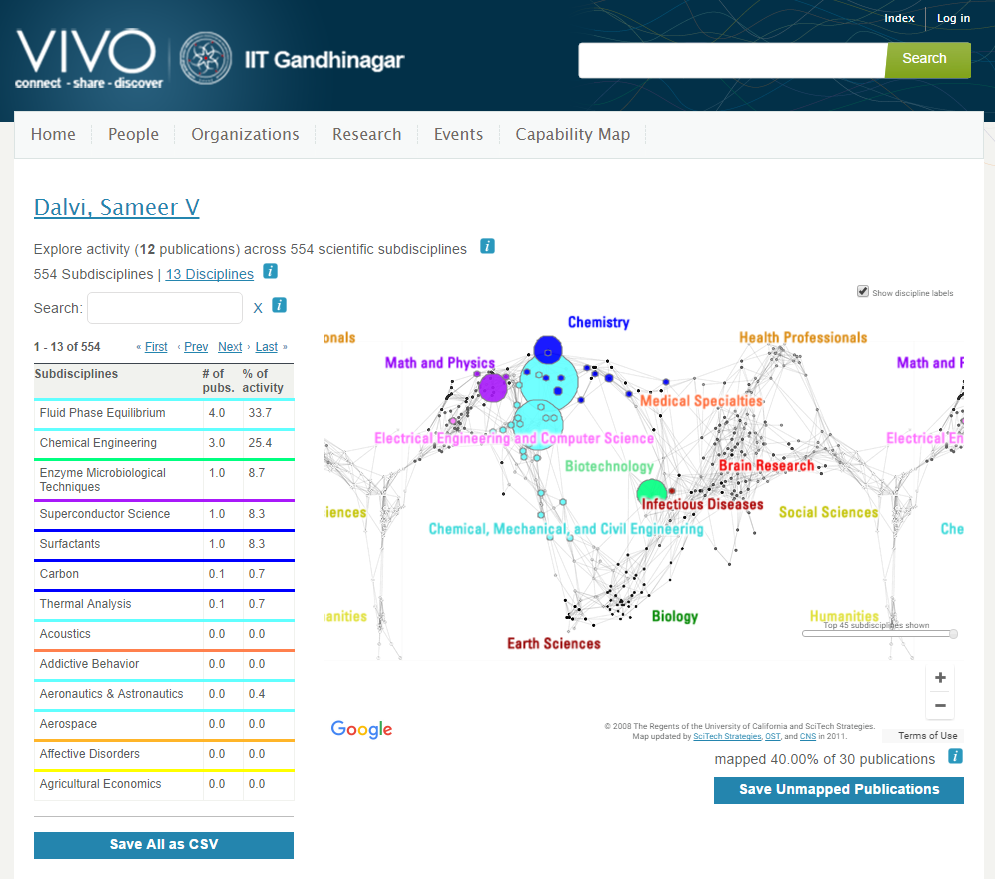 Index
Log in
VIVO
connect - share - discover
IIT Gandhinagar
Search
Home
People
Organizations
Research
Events
Capability Map
Dalvi, Sameer V
Explore activity (12 publications) across 554 scientific subdisciplines
i
554 Subdisciplines | 13 Disciplines
i
Search:
X
i
1 - 13 of 554
« First ‹ Prev Next › Last »
Subdisciplines # of pubs. % of activity
Fluid Phase Equilibrium 4.0 33.7
Chemical Engineering 3.0 25.4
Enzyme Microbiological
Techniques 1.0 8.7
Superconductor Science 1.0 8.3
Surfactants 1.0 8.3
Carbon 0.1 0.7
Thermal Analysis 0.1 0.7
Acoustics 0.0 0.0
Addictive Behavior 0.0 0.0
Aeronautics & Astronautics 0.0 0.4
Aerospace 0.0 0.0
Affective Disorders 0.0 0.0
Agricultural Economics 0.0 0.0
Save All as CSV
Show discipline labels
Chemistry
onals
Health Professionals
Math and Physics
Math and F
Medical Specialties
Electrical Engineering and Computer Science
Electrical En
Biotechnology
Brain Research
Infectious Diseases
iences
Social Sciences
Chemical, Mechanical, and Civil Engineering
Che
anities
Biology
Humanities
Top 45 subdisciplines shown
Earth Sciences
+
−
Google
© 2008 The Regents of the University of California and SciTech Strategies.
Map updated by SciTech Strategies, OST, and CNS in 2011.
Terms of Use
mapped 40.00% of 30 publications
i
Save Unmapped Publications